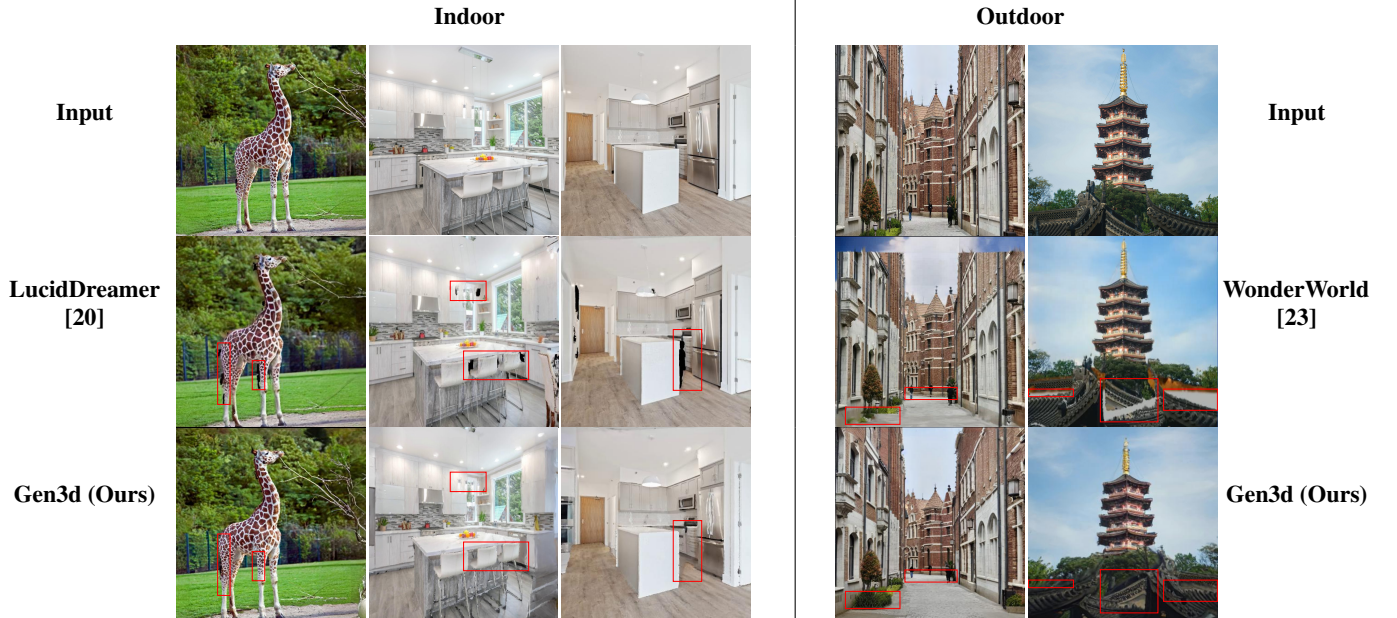 Indoor
Outdoor
Input
Input
LucidDreamer
[20]
WonderWorld
[23]
Gen3d (Ours)
Gen3d (Ours)